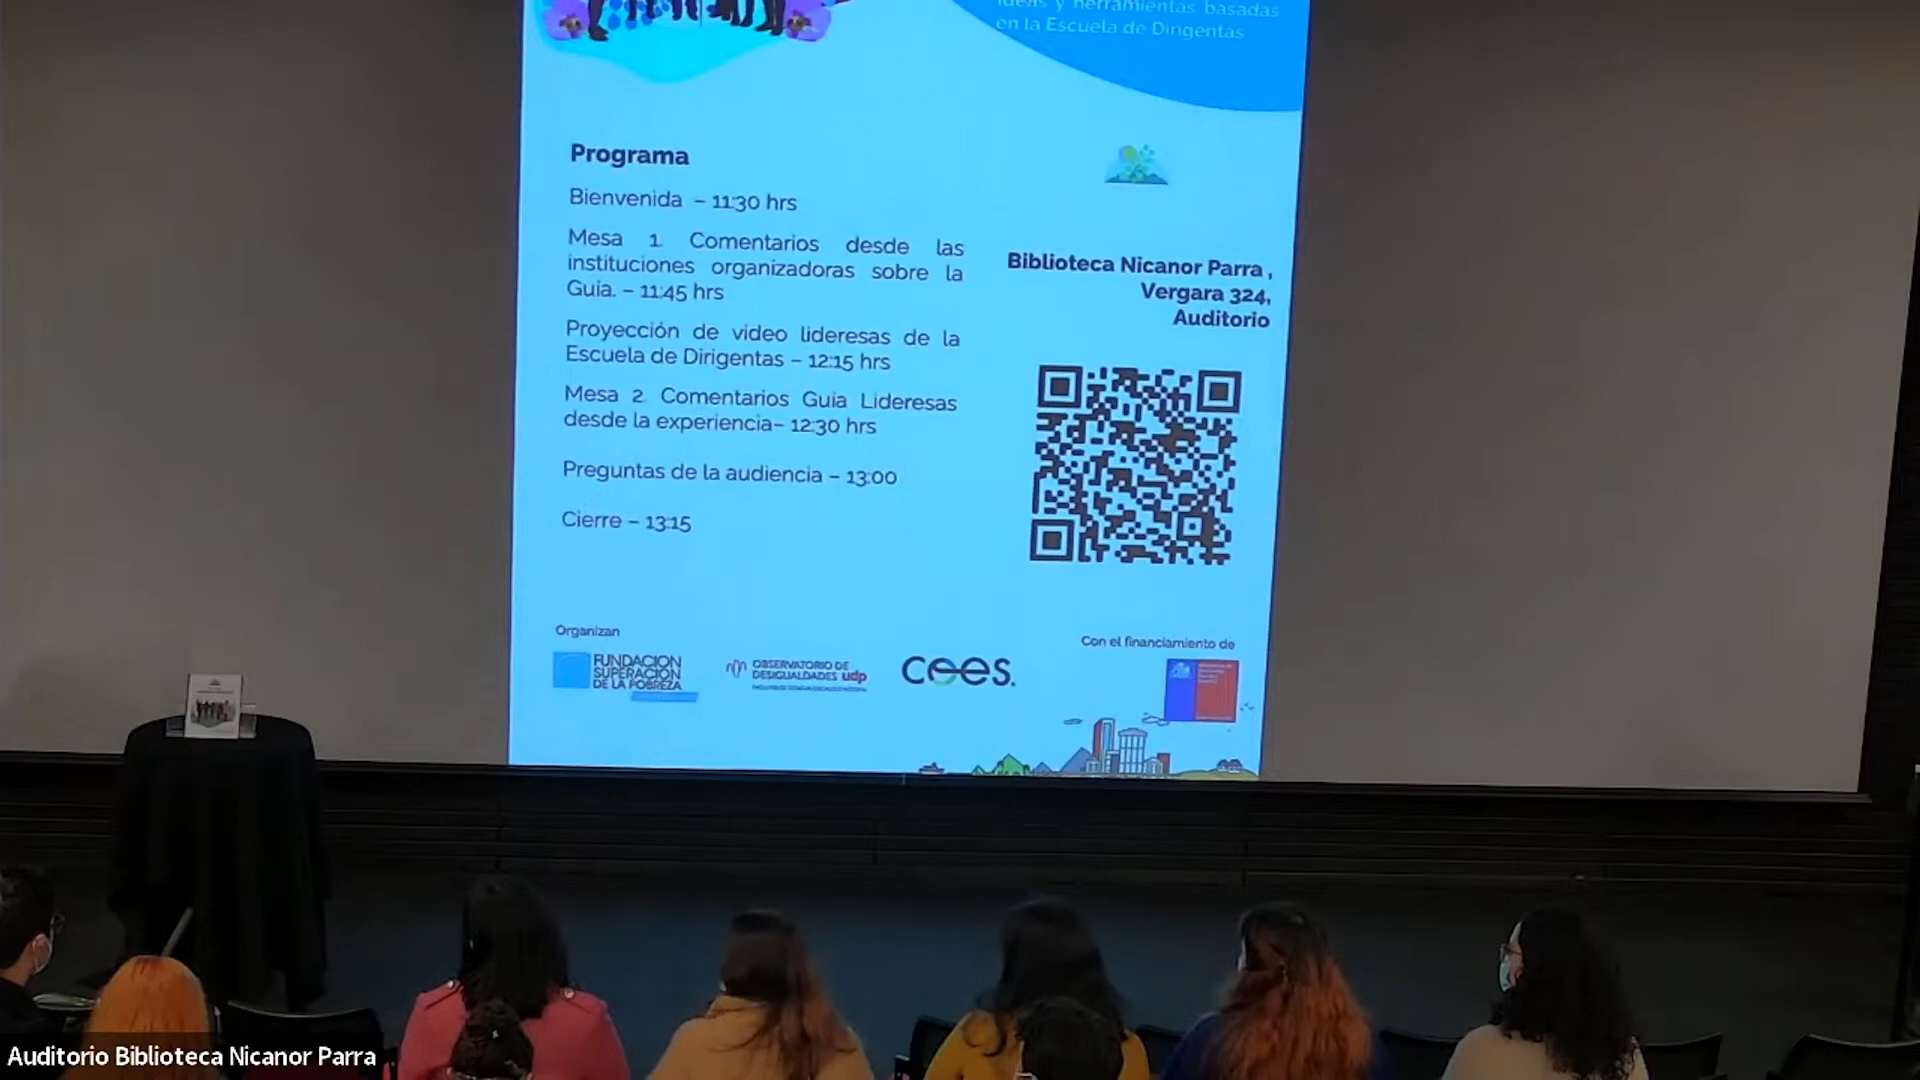 ideas y herramientas basadas
en la Escuela de Dirigentas
Programa
Bienvenida – 11:30 hrs
Mesa 1. Comentarios desde las
instituciones organizadoras sobre la
Guía. – 11:45 hrs
Proyección de video lideresas de la
Escuela de Dirigentas – 12:15 hrs
Mesa 2. Comentarios Guía Lideresas
desde la experiencia– 12:30 hrs
Preguntas de la audiencia – 13:00
Cierre – 13:15
Biblioteca Nicanor Parra ,
Vergara 324,
Auditorio
Organizan
FUNDACION
SUPERACION
DE LA POBREZA
OBSERVATORIO DE
DESIGUALDADES udp
cees.
Con el financiamiento de
Auditorio Biblioteca Nicanor Parra